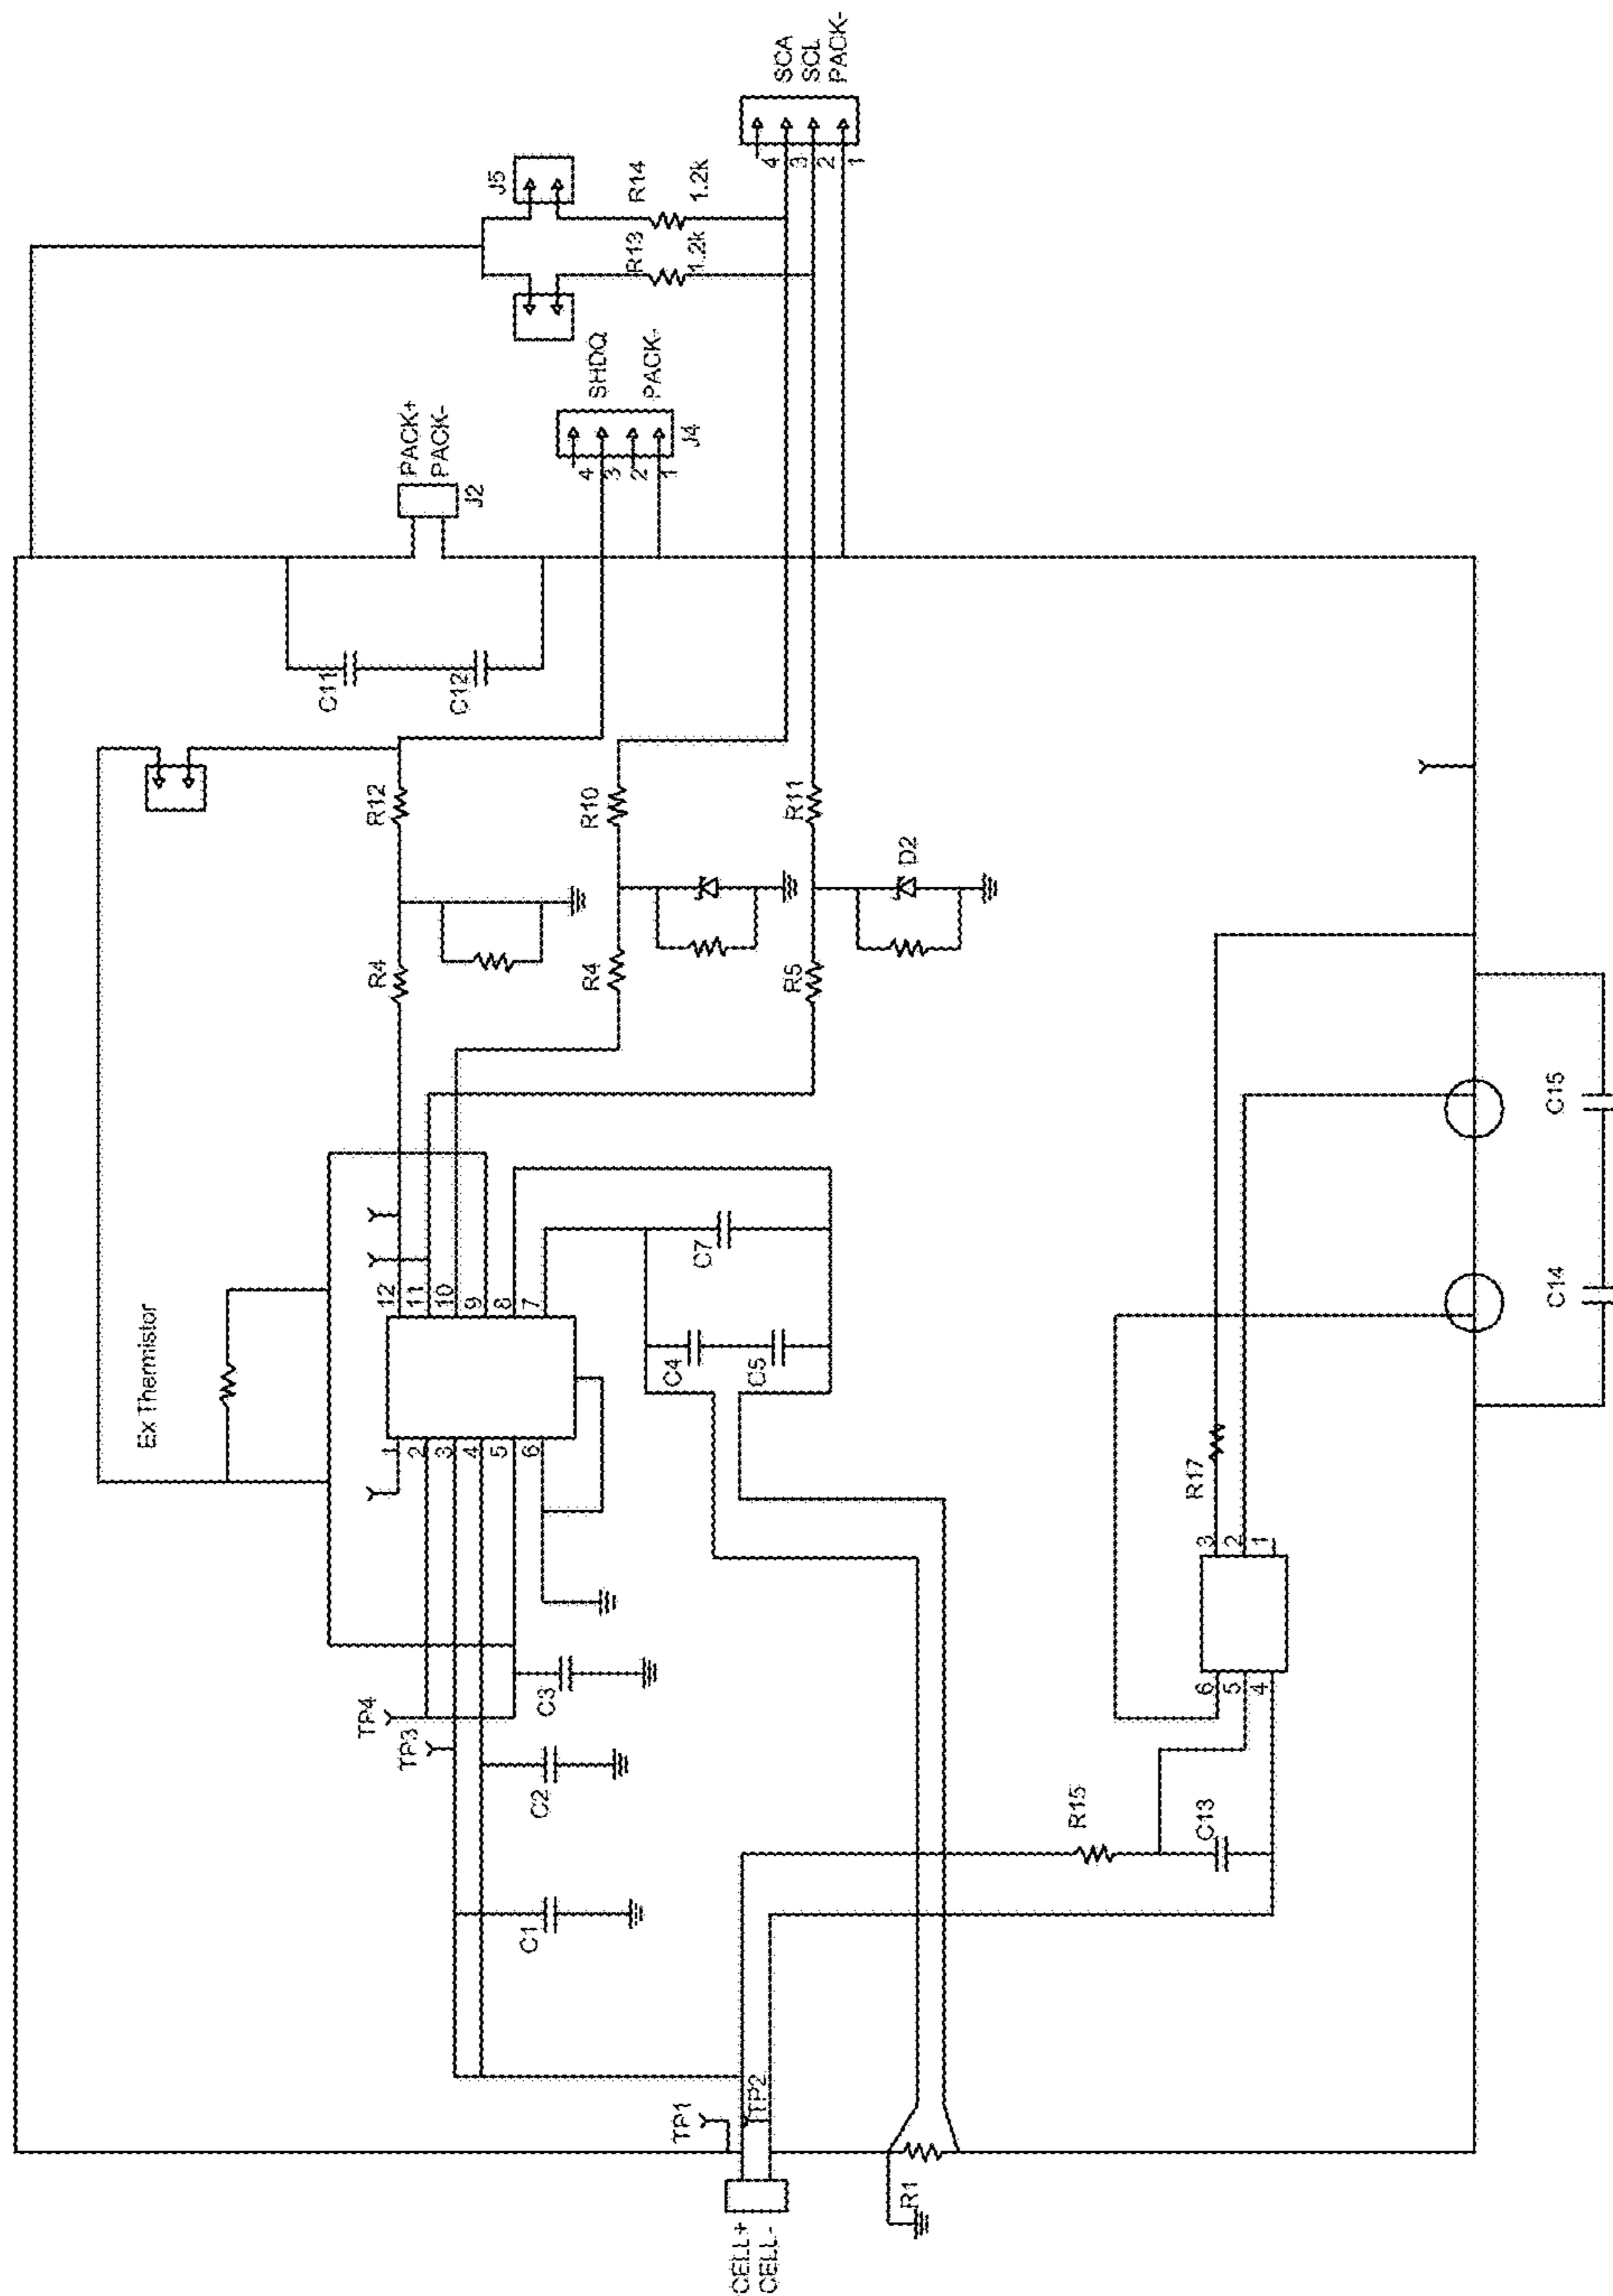 SCA
SCL
PACK-
4
3
2
1
J5
R14
1.2k
R13
1.2k
SHDQ
PACK-
4
3
2
1
J4
PACK+
PACK-
J2
C11
C12
R12
R10
R11
D2
R4
R4
R5
Ex Thermistor
12
11
10
9
8
7
1
2
3
4
5
6
C7
C4
C5
C15
C14
R17
3
2
1
6
5
4
TP4
TP3
C3
C2
C1
R15
C13
TP1
TP2
R1
CELL+
CELL-